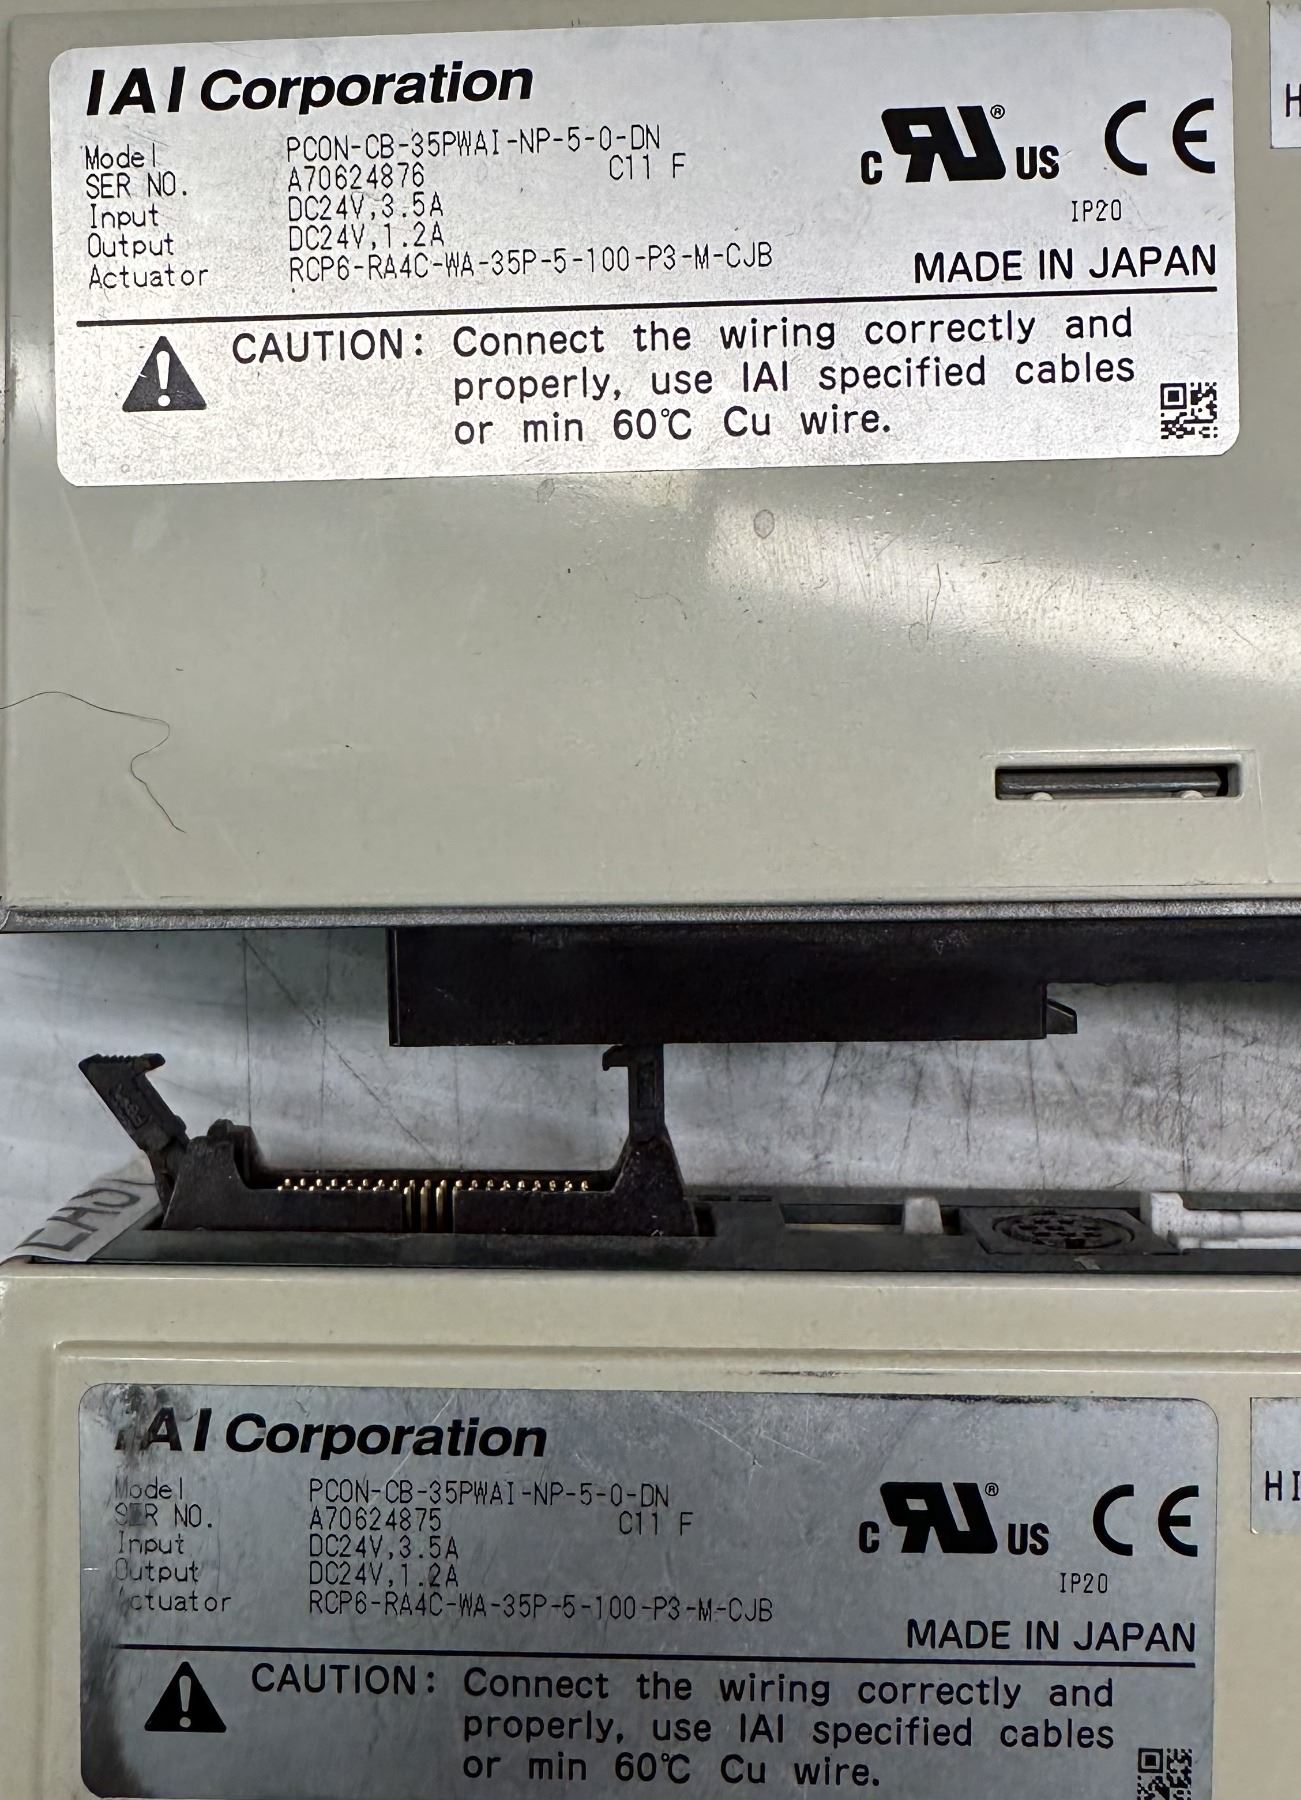 IAI Corporation
Model PCON-CB-35PWAI-NP-5-0-DN
SER NO. A70624876 C11 F
Input DC24V,3.5A
Output DC24V,1.2A
Actuator RCP6-RA4C-WA-35P-5-100-P3-M-CJB
c RU® US CE
IP20
MADE IN JAPAN
CAUTION: Connect the wiring correctly and
properly, use IAI specified cables
or min 60℃ Cu wire.
H
IAI Corporation
Model PCON-CB-35PWAI-NP-5-0-DN
SER NO. A70624875 C11 F
Input DC24V,3.5A
Output DC24V,1.2A
Actuator RCP6-RA4C-WA-35P-5-100-P3-M-CJB
c RU® US CE
IP20
MADE IN JAPAN
CAUTION: Connect the wiring correctly and
properly, use IAI specified cables
or min 60℃ Cu wire.
HI